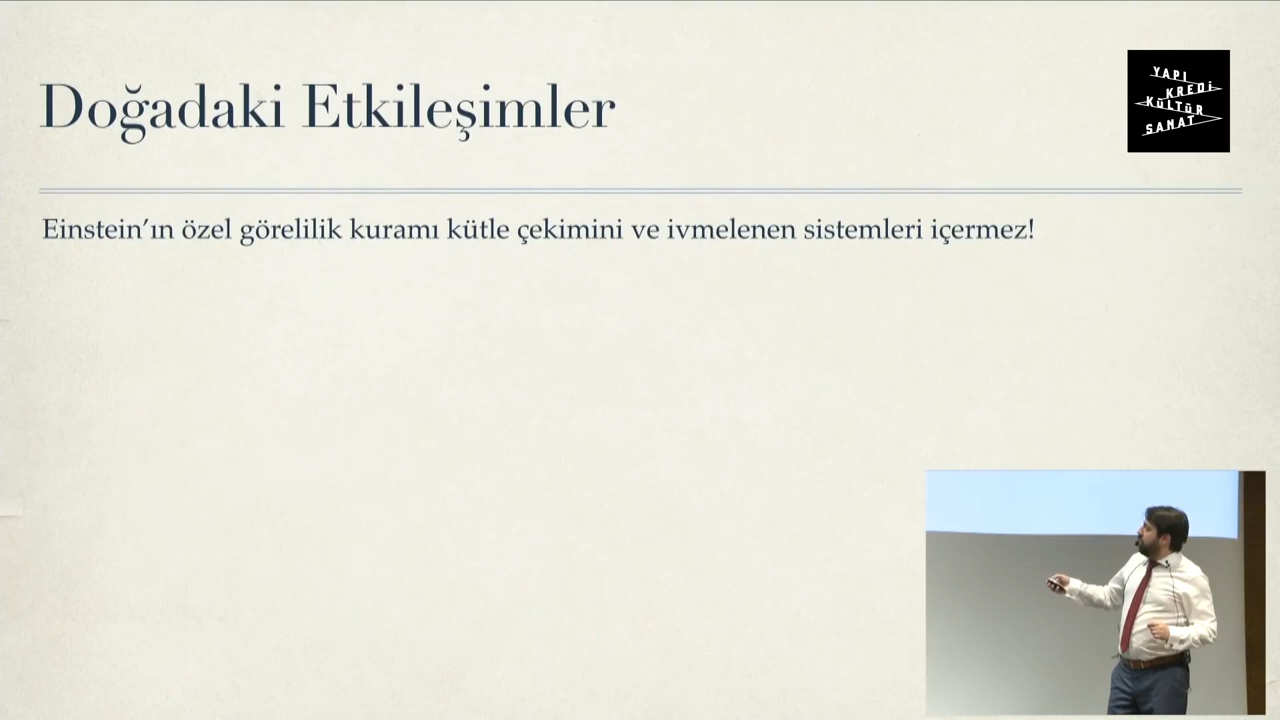 Doğadaki Etkileşimler
YAPI
KREDİ
KÜLTÜR
SANAT
Einstein’ın özel görelilik kuramı kütle çekimini ve ivmelenen sistemleri içermez!